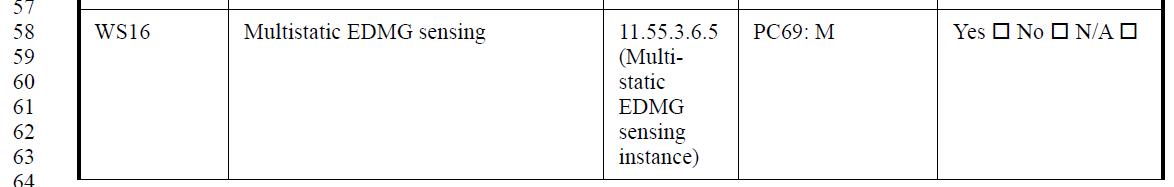 57
58 WS16 Multistatic EDMG sensing 11.55.3.6.5 PC69: M Yes ☐ No ☐ N/A ☐
59 (Multi-
60 static
61 EDMG
62 sensing
63 instance)
64